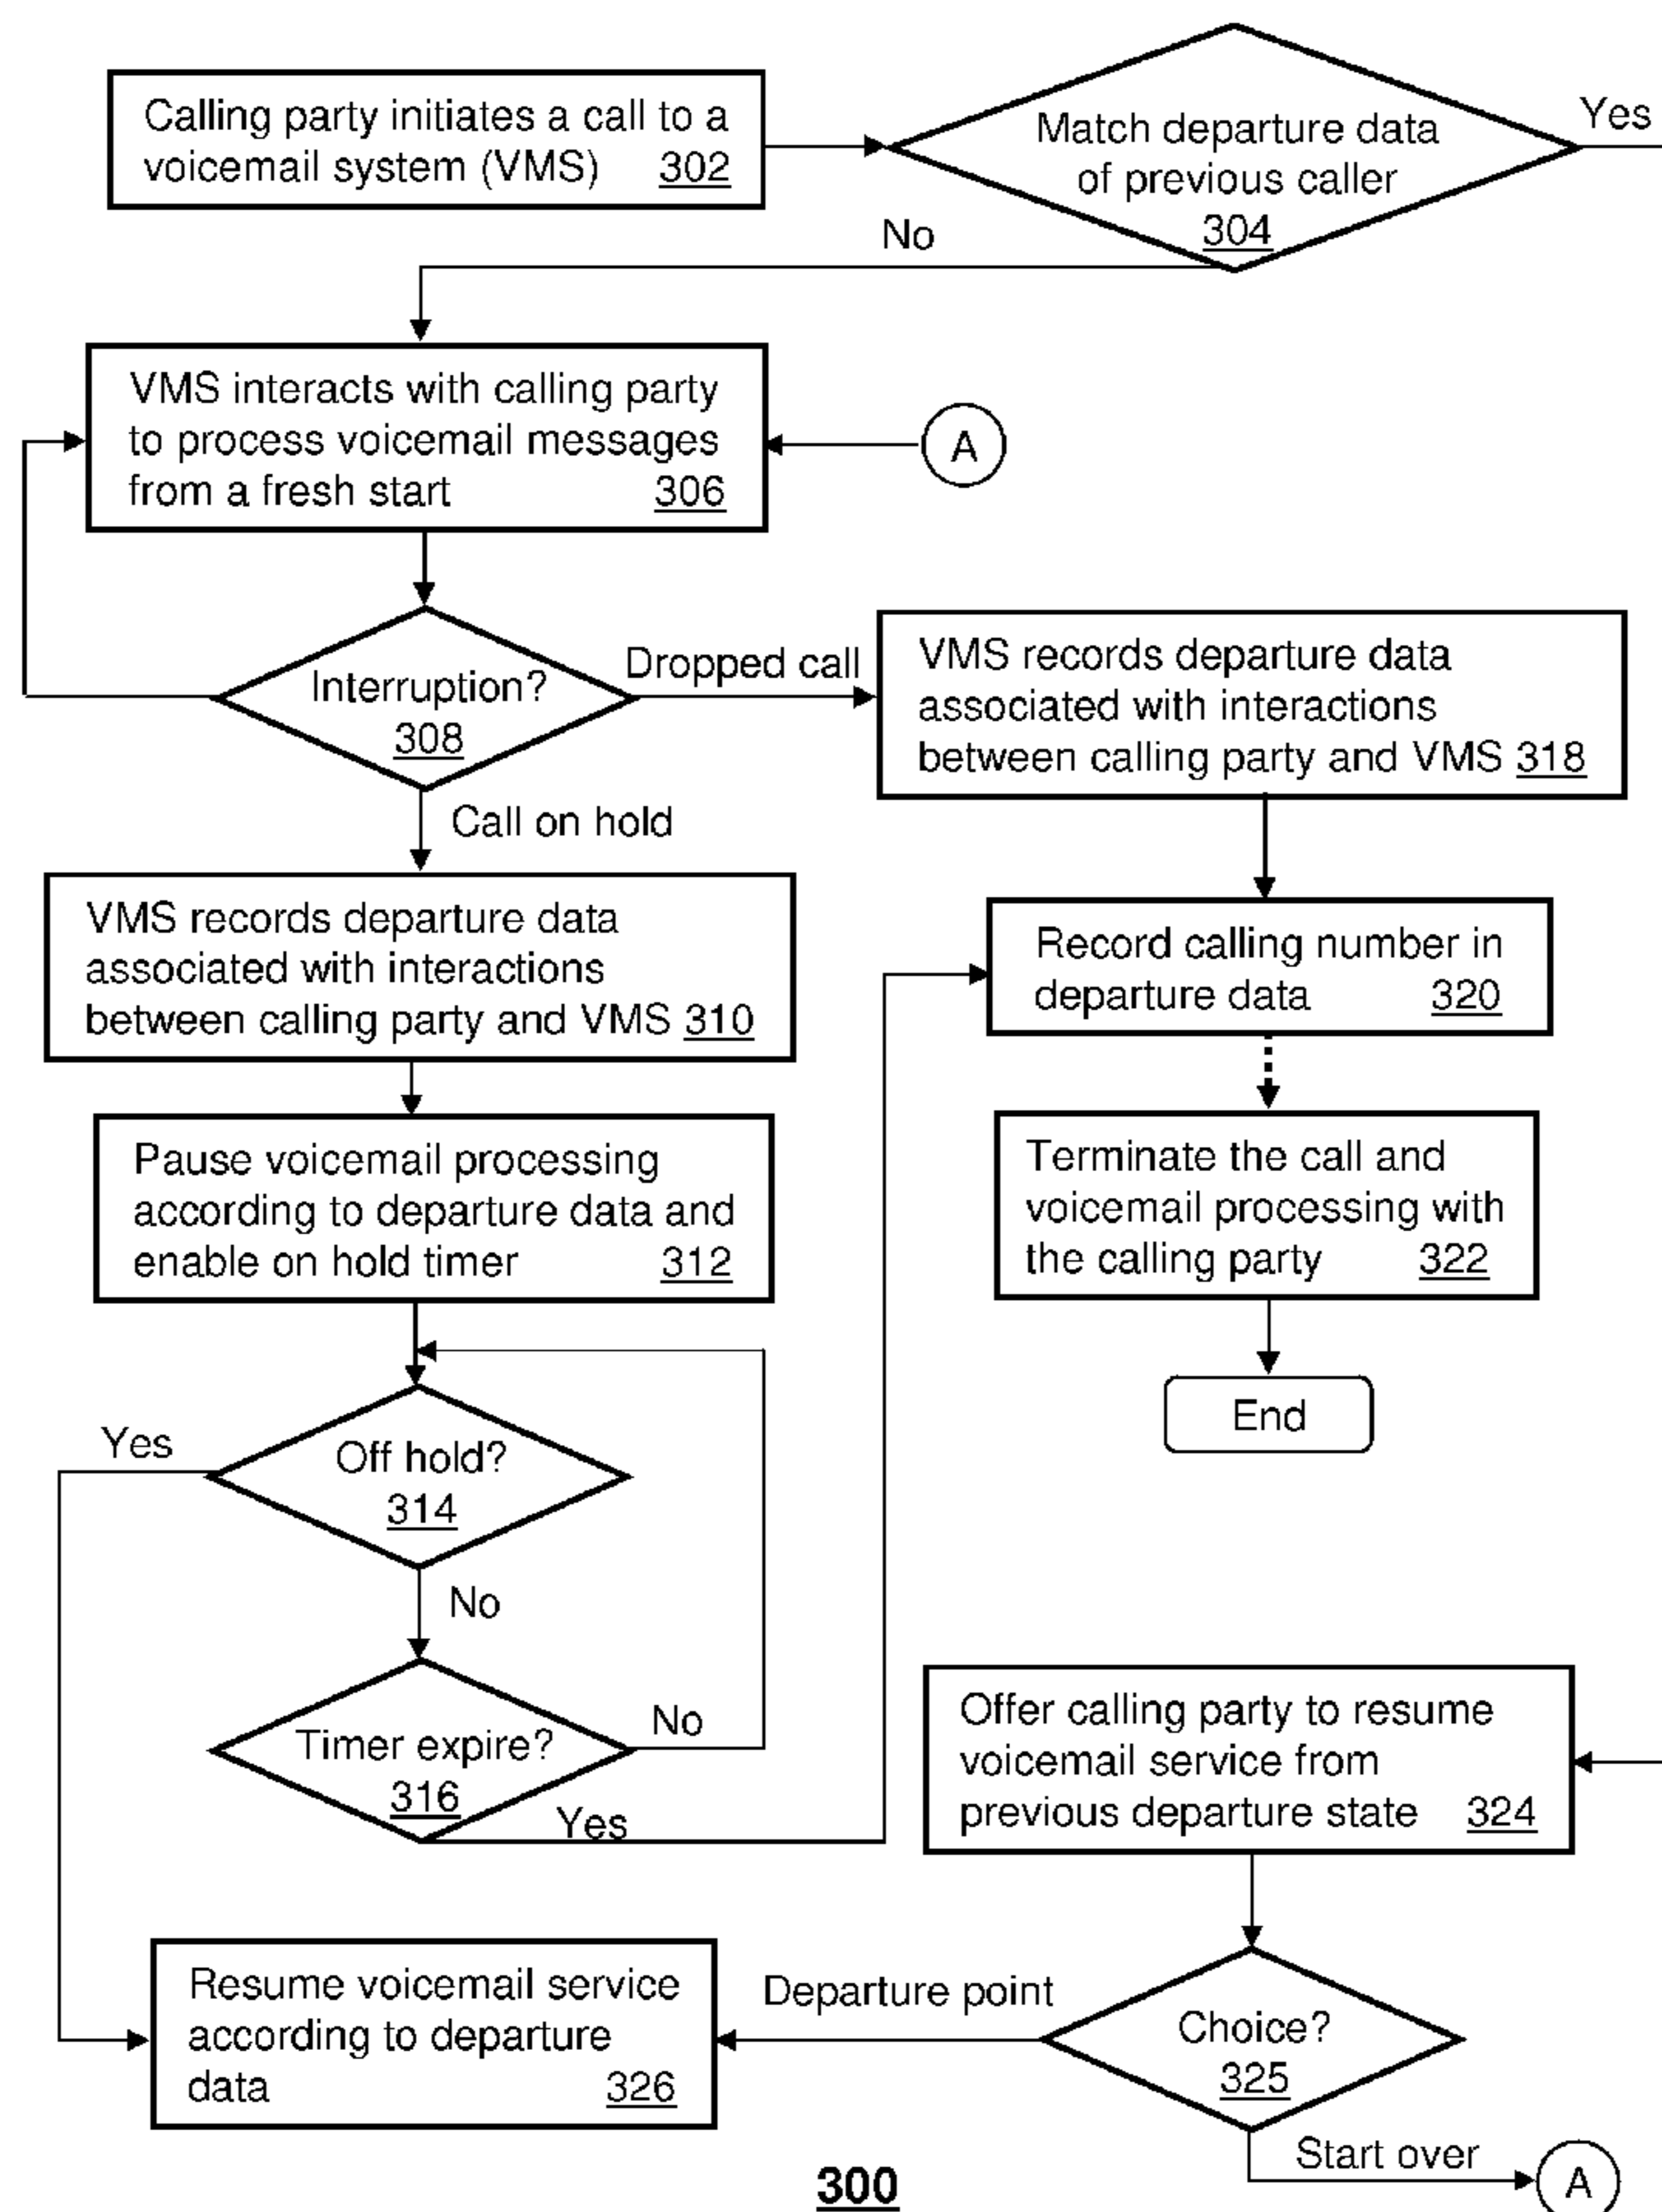 Calling party initiates a call to a
voicemail system (VMS) 302
Match departure data
of previous caller
304
Yes
No
VMS interacts with calling party
to process voicemail messages
from a fresh start 306
A
Interruption?
308
Dropped call
VMS records departure data
associated with interactions
between calling party and VMS 318
Call on hold
VMS records departure data
associated with interactions
between calling party and VMS 310
Record calling number in
departure data 320
Pause voicemail processing
according to departure data and
enable on hold timer 312
Terminate the call and
voicemail processing with
the calling party 322
End
Yes
Off hold?
314
No
Timer expire?
316
No
Yes
Offer calling party to resume
voicemail service from
previous departure state 324
Resume voicemail service
according to departure
data 326
Departure point
Choice?
325
Start over
A
300